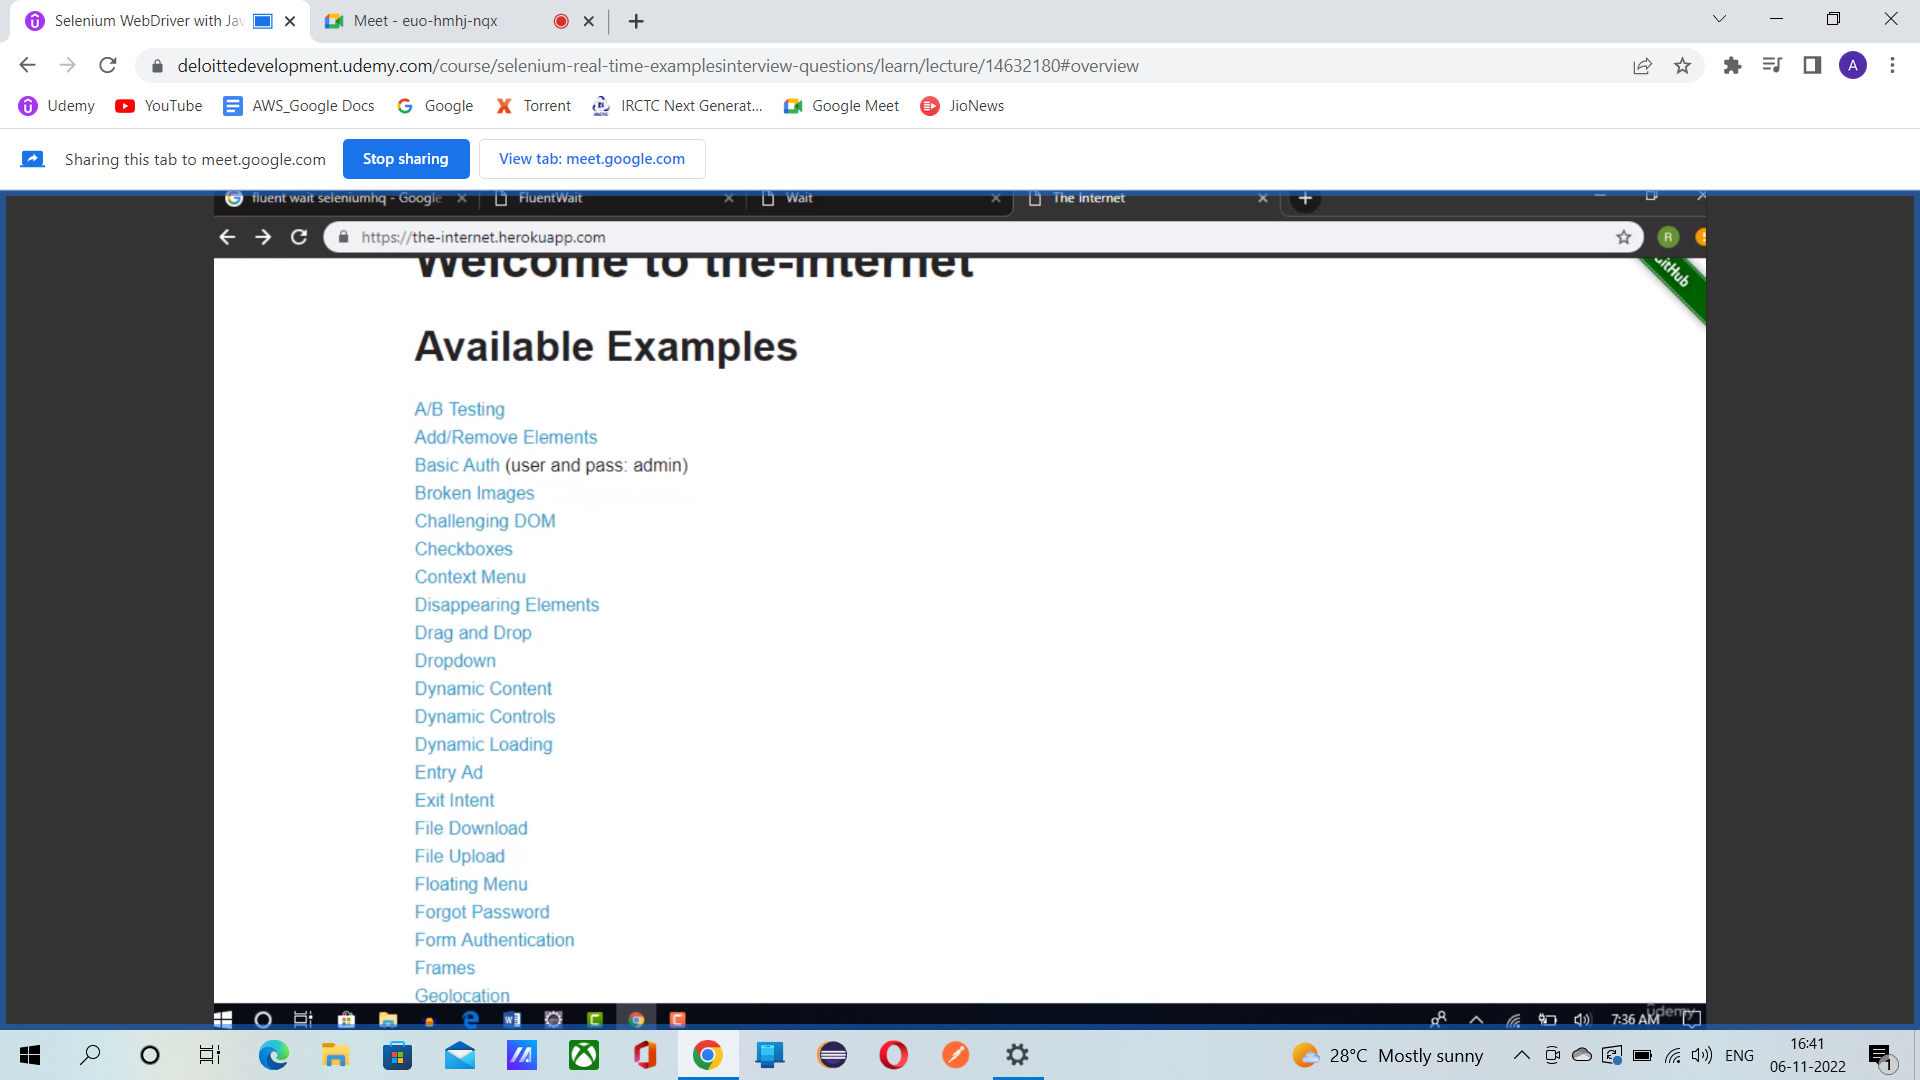 Selenium WebDriver with Jav
Meet - euo-hmhj-nqx
deloittedevelopment.udemy.com/course/selenium-real-time-examplesinterview-questions/learn/lecture/14632180#overview
A
Udemy
YouTube
AWS_Google Docs
Google
Torrent
IRCTC Next Generat...
Google Meet
JioNews
Sharing this tab to meet.google.com
Stop sharing
View tab: meet.google.com
fluent wait seleniumhq - Google
FluentWait
Wait
The Internet
https://the-internet.herokuapp.com
R
Welcome to the-internet
GitHub
Available Examples
A/B Testing
Add/Remove Elements
Basic Auth (user and pass: admin)
Broken Images
Challenging DOM
Checkboxes
Context Menu
Disappearing Elements
Drag and Drop
Dropdown
Dynamic Content
Dynamic Controls
Dynamic Loading
Entry Ad
Exit Intent
File Download
File Upload
Floating Menu
Forgot Password
Form Authentication
Frames
Geolocation
7:36 AM
udemy
28°C Mostly sunny
ENG
16:41
06-11-2022
1